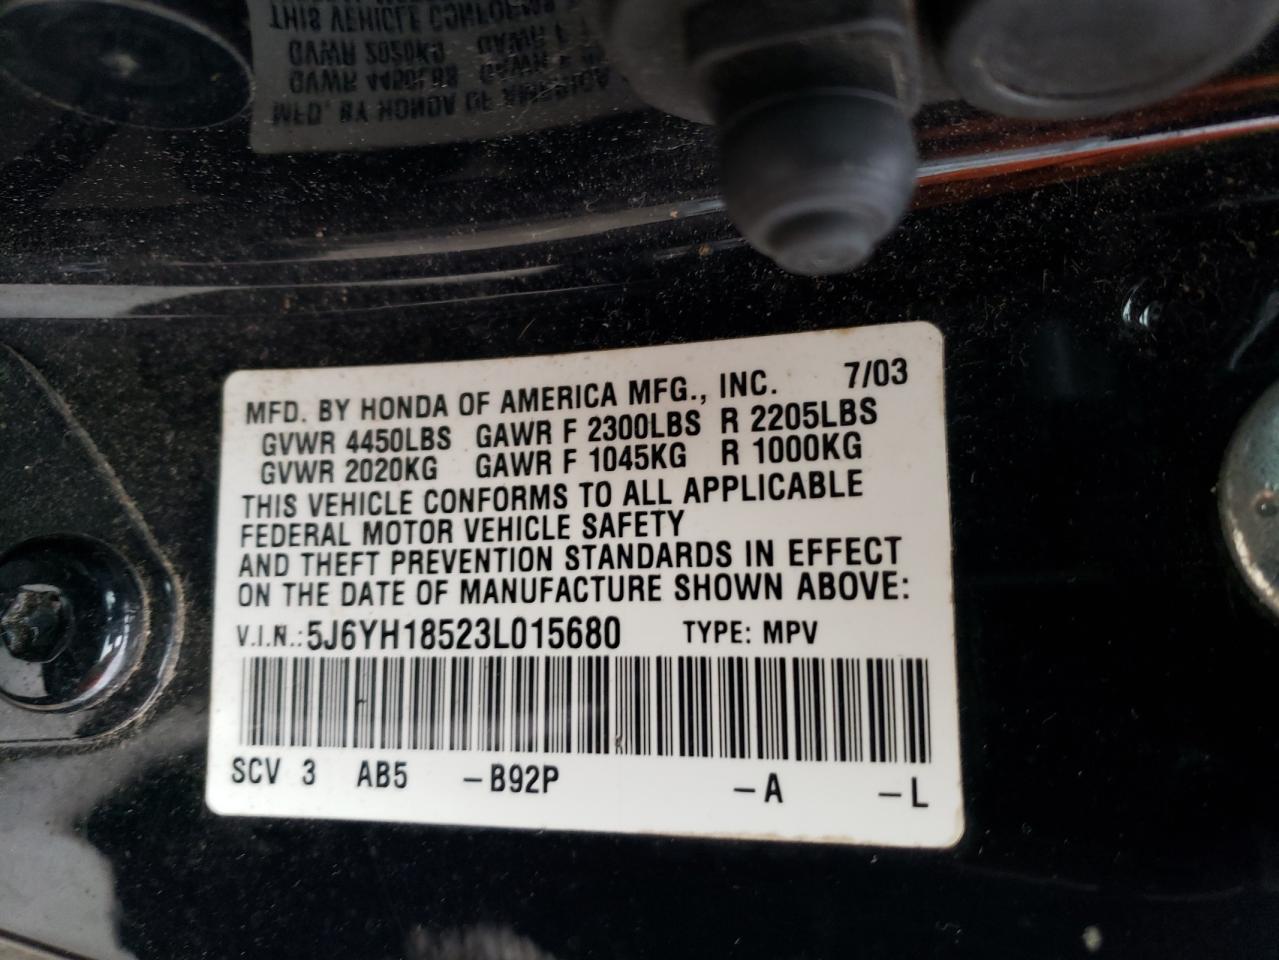 MFD. BY HONDA OF AMERICA MFG., INC. 7/03
GVWR 4450LBS GAWR F 2300LBS R 2205LBS
GVWR 2020KG GAWR F 1045KG R 1000KG
THIS VEHICLE CONFORMS TO ALL APPLICABLE
FEDERAL MOTOR VEHICLE SAFETY
AND THEFT PREVENTION STANDARDS IN EFFECT
ON THE DATE OF MANUFACTURE SHOWN ABOVE:
V.I.N.:5J6YH18523L015680 TYPE: MPV
SCV 3 AB5 -B92P -A -L